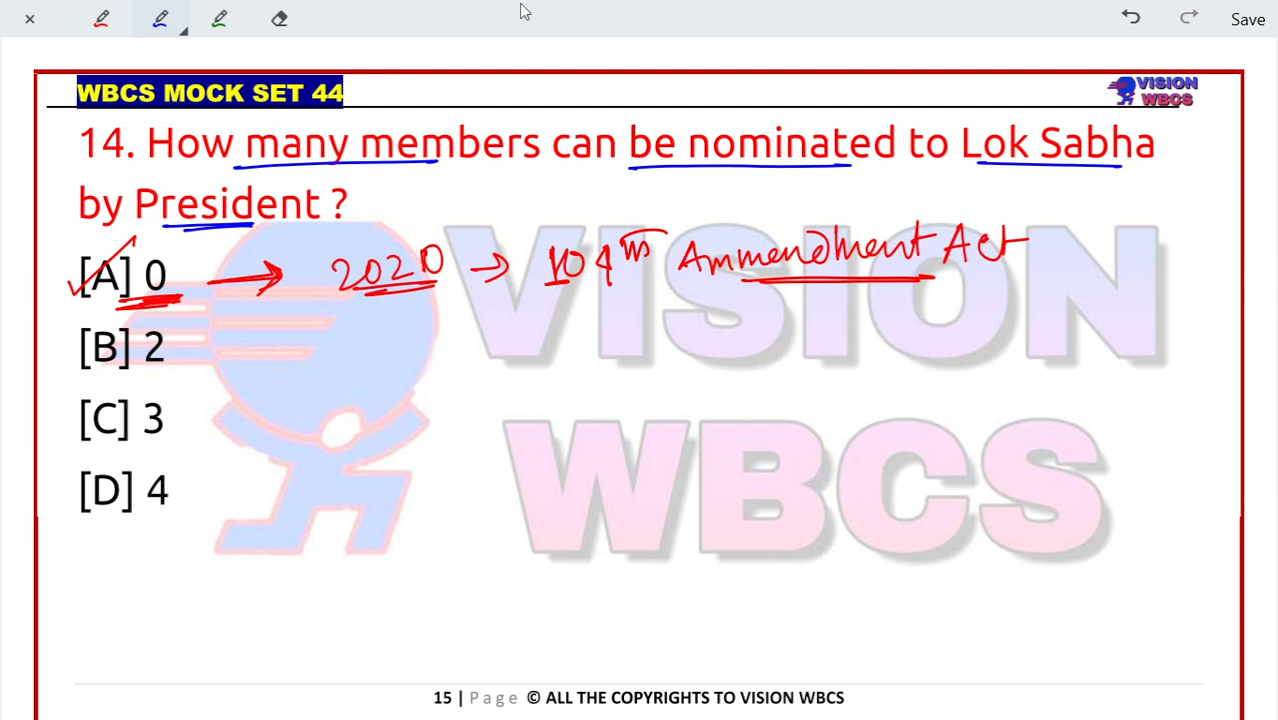 Save
WBCS MOCK SET 44
VISION
WBCS
14. How many members can be nominated to Lok Sabha
by President ?
[A] 0 → 2020 → 104th Ammendment Act
[B] 2
[C] 3
[D] 4
VISION
WBCS
15 | Page © ALL THE COPYRIGHTS TO VISION WBCS